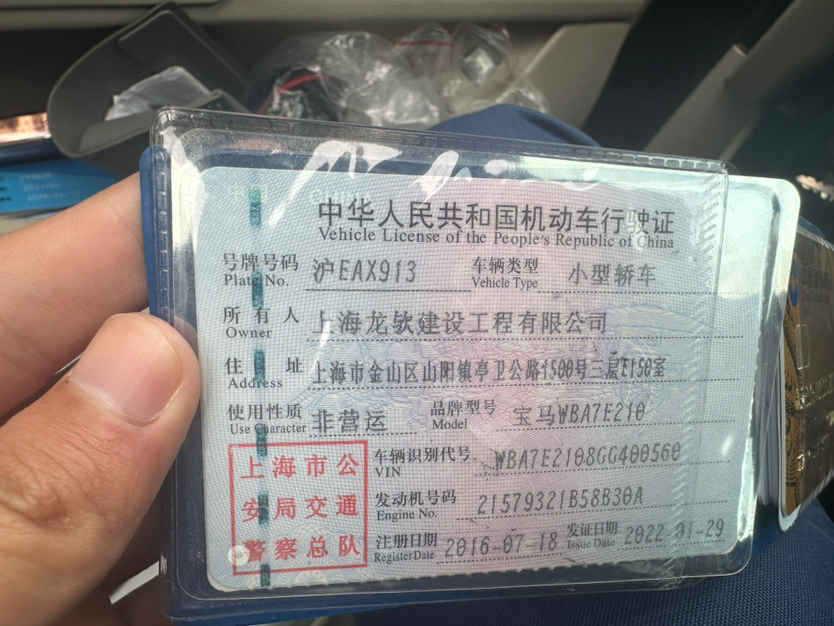 中华人民共和国机动车行驶证
Vehicle License of the People's Republic of China
号牌号码 沪EAX913 车辆类型 小型轿车
Plate No. Vehicle Type
所有人 上海龙欤建设工程有限公司
Owner
住址 上海市金山区山阳镇亭卫公路1500号三层E150室
Address
使用性质 非营运 品牌型号 宝马WBA7E210
Use Character Model
上海市公
安局交通
警察总队
车辆识别代号 WBA7E2108GG400560
VIN
发动机号码 21579321B58B30A
Engine No.
注册日期 2016-07-18 发证日期 2022-01-29
Register Date Issue Date